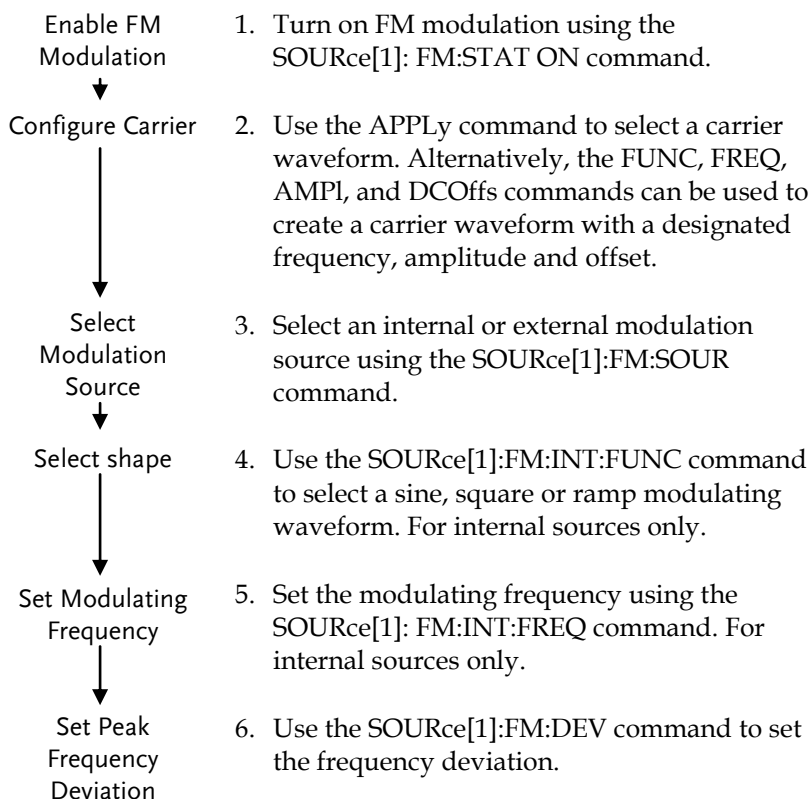 Enable FM
Modulation
1. Turn on FM modulation using the
SOURce[1]: FM:STAT ON command.
Configure Carrier
2. Use the APPLy command to select a carrier
waveform. Alternatively, the FUNC, FREQ,
AMPl, and DCOffs commands can be used to
create a carrier waveform with a designated
frequency, amplitude and offset.
Select
Modulation
Source
3. Select an internal or external modulation
source using the SOURce[1]:FM:SOUR
command.
Select shape
4. Use the SOURce[1]:FM:INT:FUNC command
to select a sine, square or ramp modulating
waveform. For internal sources only.
Set Modulating
Frequency
5. Set the modulating frequency using the
SOURce[1]: FM:INT:FREQ command. For
internal sources only.
Set Peak
Frequency
Deviation
6. Use the SOURce[1]:FM:DEV command to set
the frequency deviation.